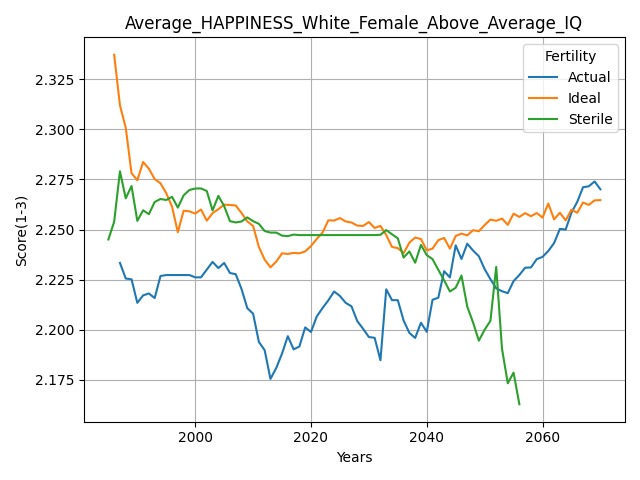 Average_HAPPINESS_White_Female_Above_Average_IQ
Fertility
Actual
Ideal
Sterile
Score(1-3)
2.325
2.300
2.275
2.250
2.225
2.200
2.175
2000
2020
2040
2060
Years